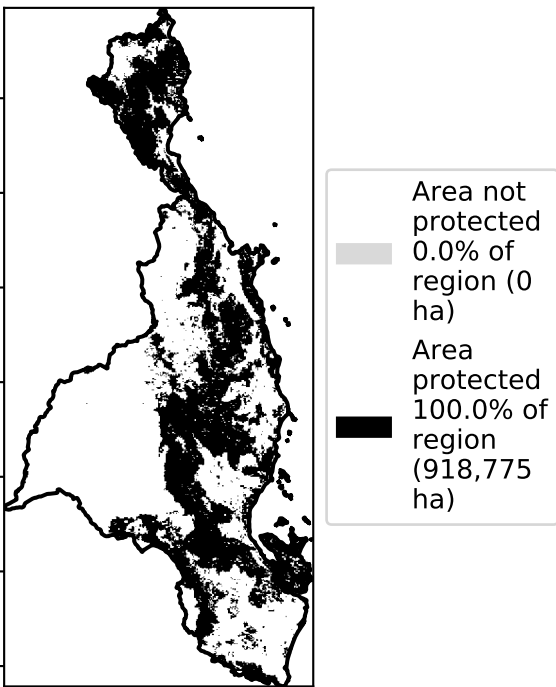 Area not
protected
0.0% of
region (0
ha)
Area
protected
100.0% of
region
(918,775
ha)